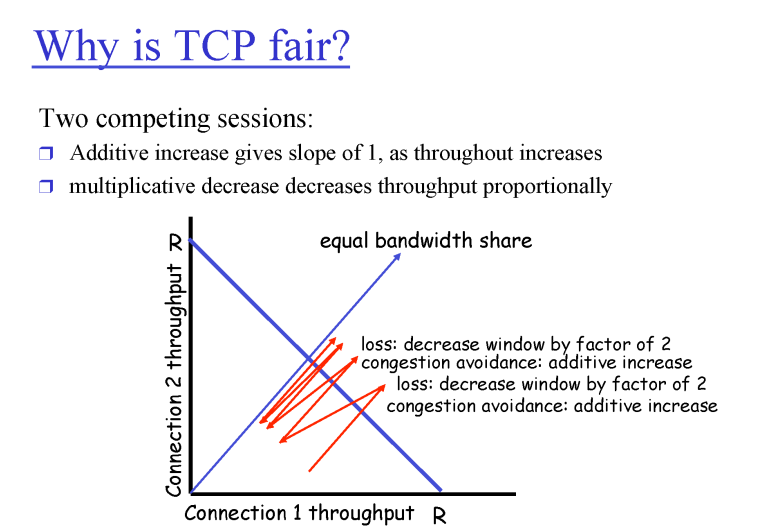 Why is TCP fair?
Two competing sessions:
Additive increase gives slope of 1, as throughout increases
multiplicative decrease decreases throughput proportionally
R
equal bandwidth share
Connection 2 throughput
loss: decrease window by factor of 2
congestion avoidance: additive increase
loss: decrease window by factor of 2
congestion avoidance: additive increase
Connection 1 throughput
R